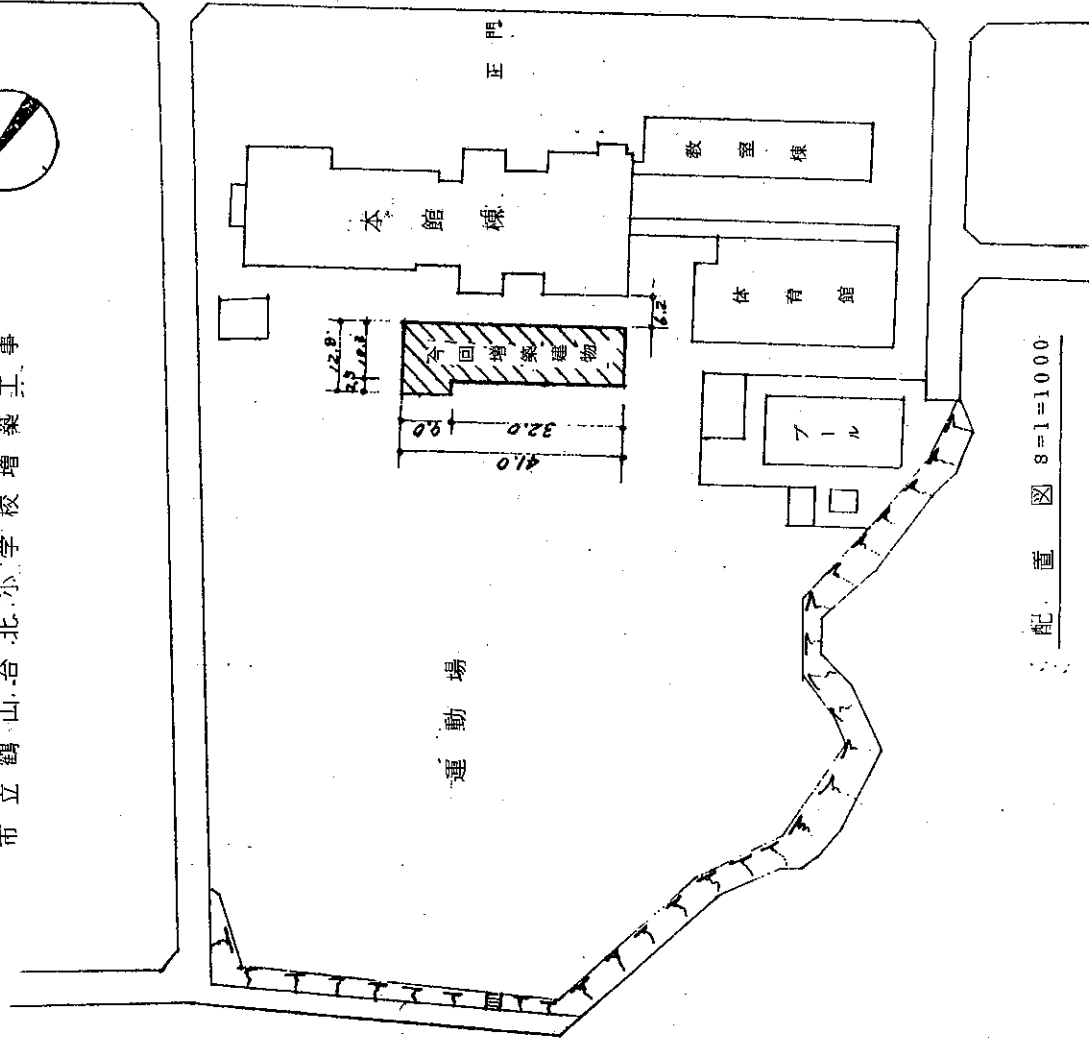 市立鶴山台北小学校増築工事
正門
本館棟
教室棟
体育館
今回増築建物
プール
運動場
12.8
2.5 10.3
6.2
9.0 32.0
41.0
配置図 S=1=1000